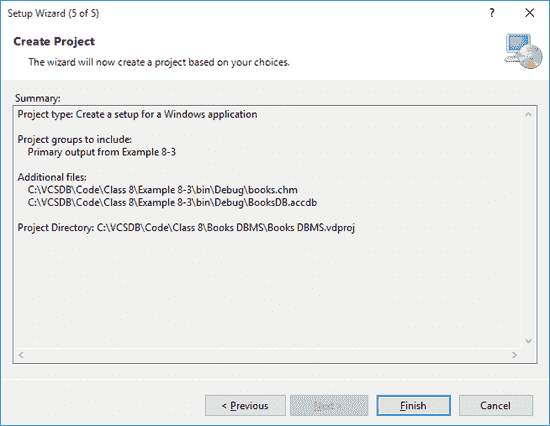 Setup Wizard (5 of 5)
Create Project
The wizard will now create a project based on your choices.
Summary:
Project type: Create a setup for a Windows application
Project groups to include:
Primary output from Example 8-3
Additional files:
C:\VCSDB\Code\Class 8\Example 8-3\bin\Debug\books.chm
C:\VCSDB\Code\Class 8\Example 8-3\bin\Debug\BooksDB.accdb
Project Directory: C:\VCSDB\Code\Class 8\Books DBMS\Books DBMS.vdproj
< Previous
Next >
Finish
Cancel